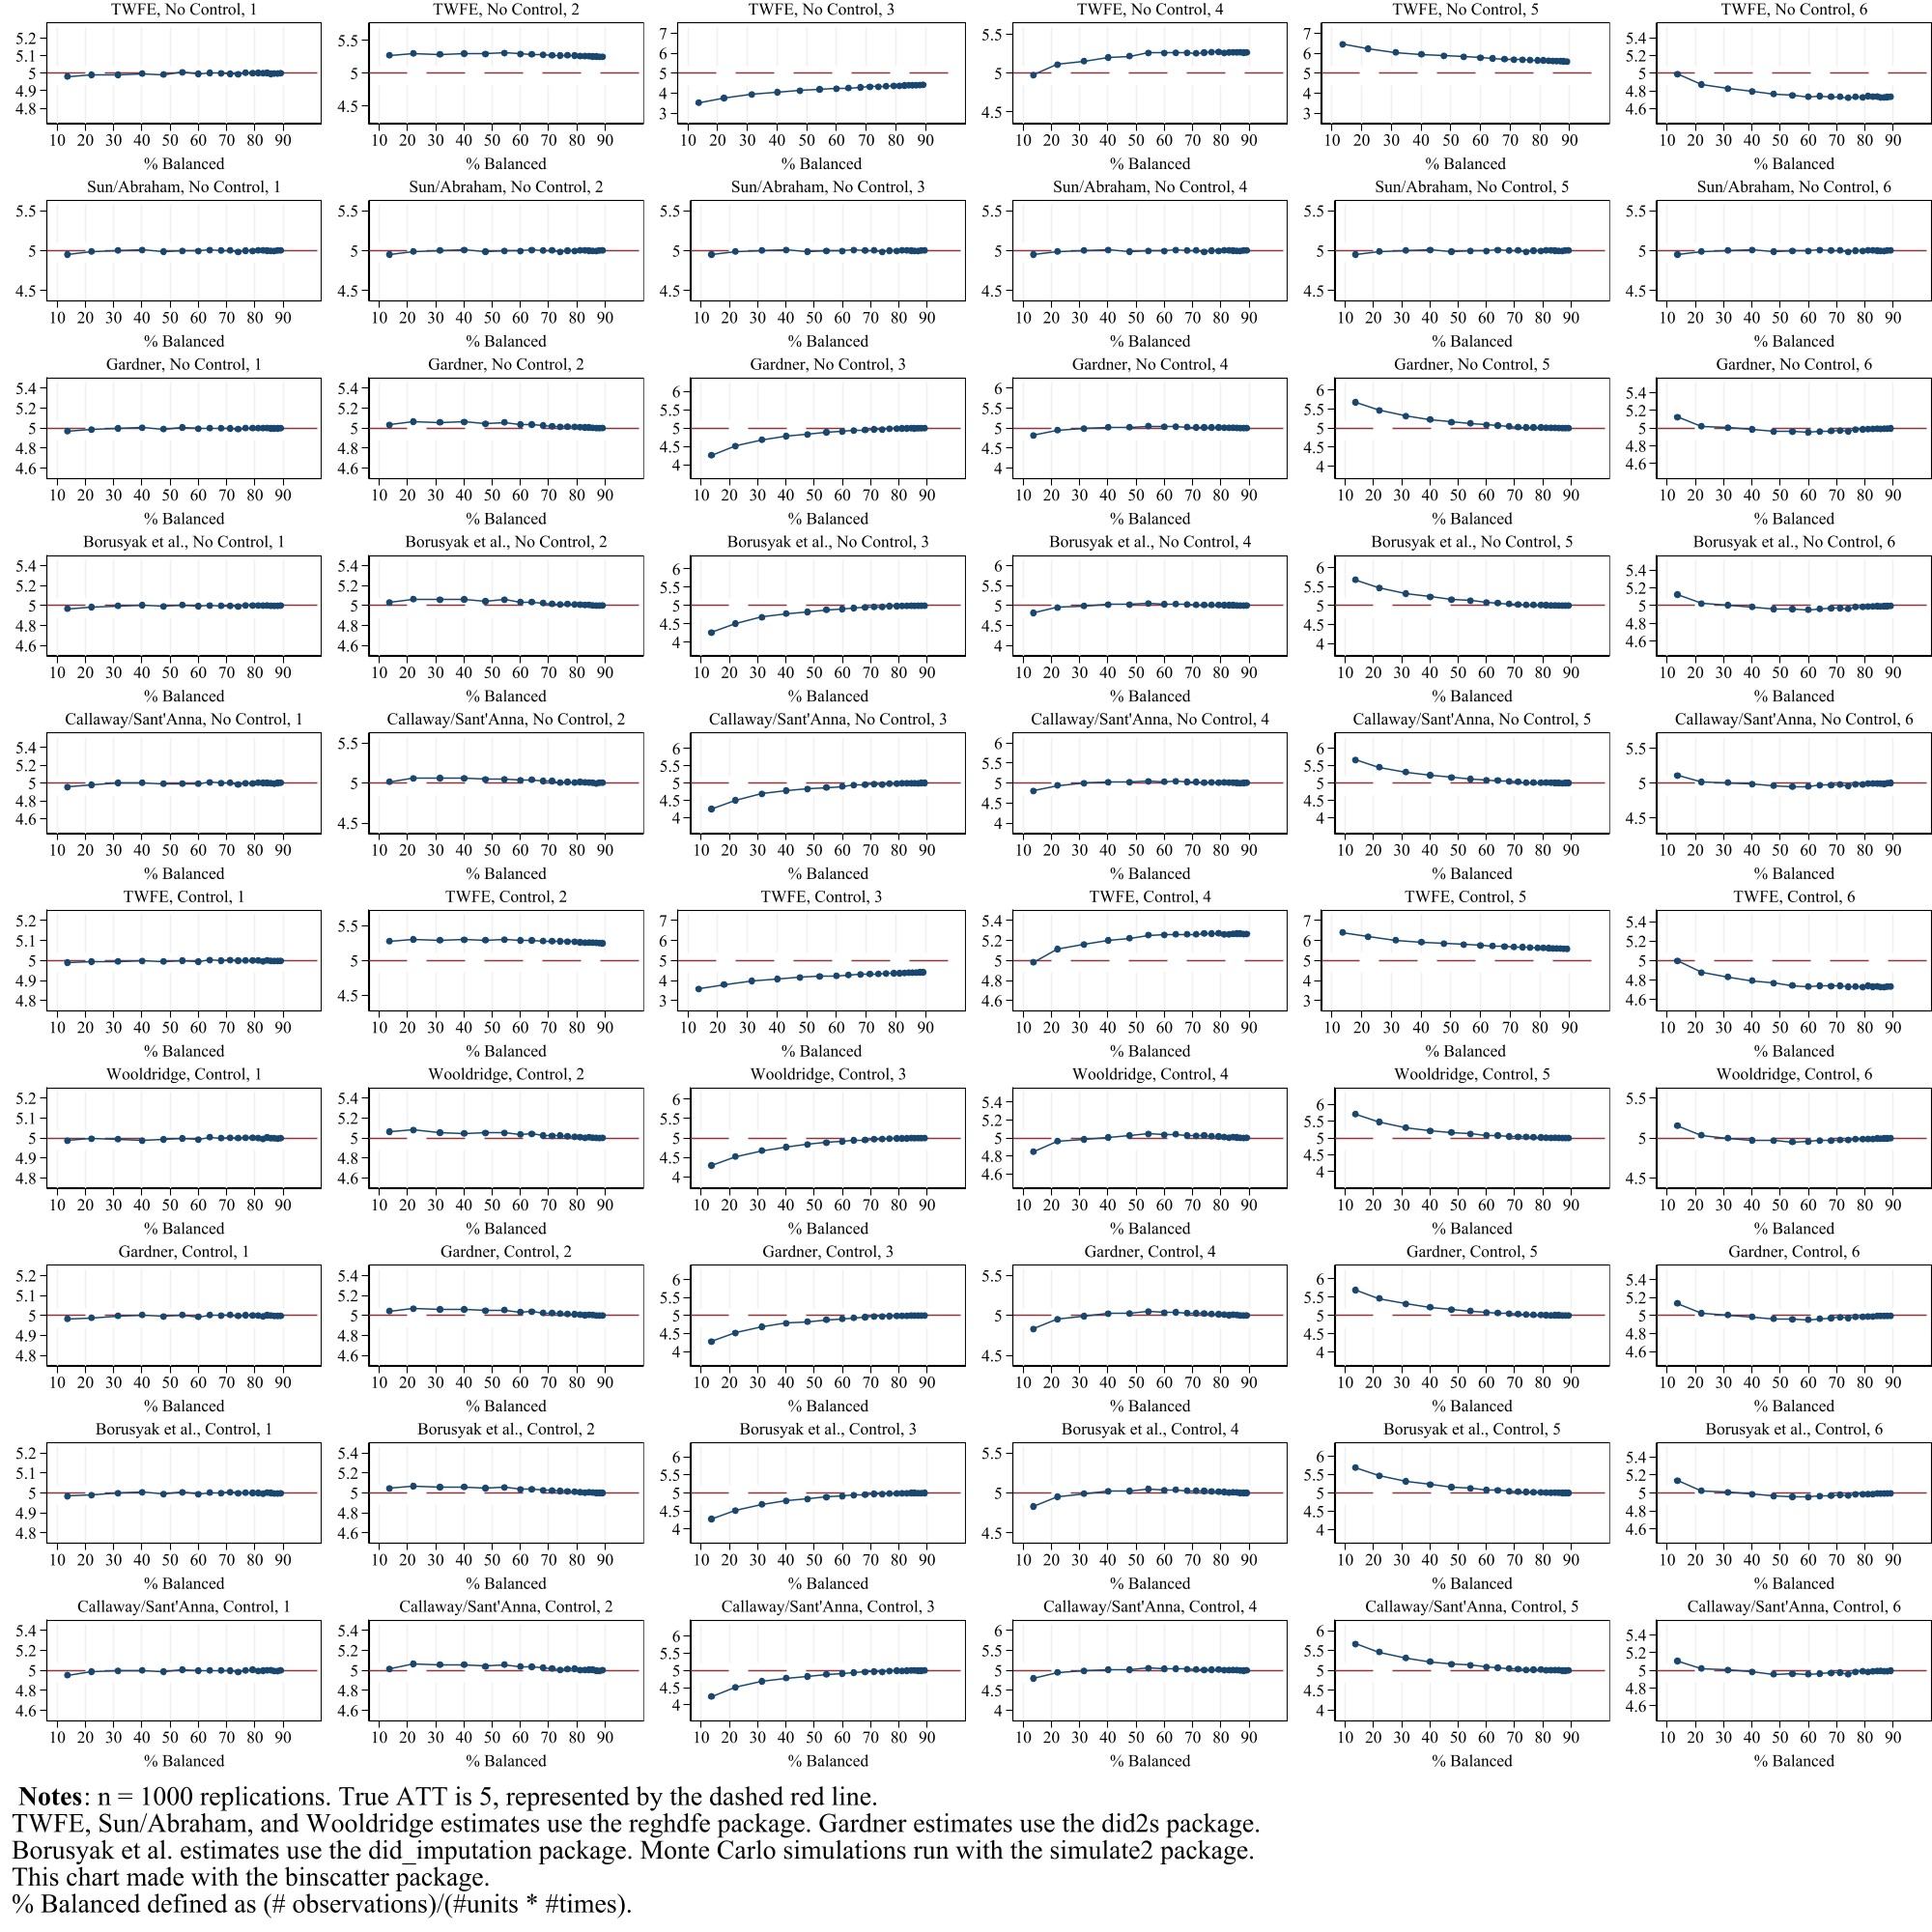 TWFE, No Control, 1 TWFE, No Control, 2 TWFE, No Control, 3 TWFE, No Control, 4 TWFE, No Control, 5 TWFE, No Control, 6
5.2 5.5 7 5.5 7 5.4
5.1 5 6 5 6 5.2
5 4.5 5 4.5 5 5
4.9 4 4 4.8
4.8 3 3 4.6
10 20 30 40 50 60 70 80 90 10 20 30 40 50 60 70 80 90 10 20 30 40 50 60 70 80 90 10 20 30 40 50 60 70 80 90 10 20 30 40 50 60 70 80 90 10 20 30 40 50 60 70 80 90
% Balanced % Balanced % Balanced % Balanced % Balanced % Balanced
Sun/Abraham, No Control, 1 Sun/Abraham, No Control, 2 Sun/Abraham, No Control, 3 Sun/Abraham, No Control, 4 Sun/Abraham, No Control, 5 Sun/Abraham, No Control, 6
5.5 5.5 5.5 5.5 5.5 5.5
5 5 5 5 5 5
4.5 4.5 4.5 4.5 4.5 4.5
10 20 30 40 50 60 70 80 90 10 20 30 40 50 60 70 80 90 10 20 30 40 50 60 70 80 90 10 20 30 40 50 60 70 80 90 10 20 30 40 50 60 70 80 90 10 20 30 40 50 60 70 80 90
% Balanced % Balanced % Balanced % Balanced % Balanced % Balanced
Gardner, No Control, 1 Gardner, No Control, 2 Gardner, No Control, 3 Gardner, No Control, 4 Gardner, No Control, 5 Gardner, No Control, 6
5.4 5.4 6 6 6 5.4
5.2 5.2 5.5 5.5 5.5 5.2
5 5 5 5 5 5
4.8 4.8 4.5 4.5 4.5 4.8
4.6 4.6 4 4 4 4.6
10 20 30 40 50 60 70 80 90 10 20 30 40 50 60 70 80 90 10 20 30 40 50 60 70 80 90 10 20 30 40 50 60 70 80 90 10 20 30 40 50 60 70 80 90 10 20 30 40 50 60 70 80 90
% Balanced % Balanced % Balanced % Balanced % Balanced % Balanced
Borusyak et al., No Control, 1 Borusyak et al., No Control, 2 Borusyak et al., No Control, 3 Borusyak et al., No Control, 4 Borusyak et al., No Control, 5 Borusyak et al., No Control, 6
5.4 5.4 6 6 6 5.4
5.2 5.2 5.5 5.5 5.5 5.2
5 5 5 5 5 5
4.8 4.8 4.5 4.5 4.5 4.8
4.6 4.6 4 4 4 4.6
10 20 30 40 50 60 70 80 90 10 20 30 40 50 60 70 80 90 10 20 30 40 50 60 70 80 90 10 20 30 40 50 60 70 80 90 10 20 30 40 50 60 70 80 90 10 20 30 40 50 60 70 80 90
% Balanced % Balanced % Balanced % Balanced % Balanced % Balanced
Callaway/Sant'Anna, No Control, 1 Callaway/Sant'Anna, No Control, 2 Callaway/Sant'Anna, No Control, 3 Callaway/Sant'Anna, No Control, 4 Callaway/Sant'Anna, No Control, 5 Callaway/Sant'Anna, No Control, 6
5.4 5.5 6 6 6 5.5
5.2 5 5.5 5.5 5.5 5
5 4.5 5 5 5 4.5
4.8 4.5 4.5 4.5
4.6 4 4 4
10 20 30 40 50 60 70 80 90 10 20 30 40 50 60 70 80 90 10 20 30 40 50 60 70 80 90 10 20 30 40 50 60 70 80 90 10 20 30 40 50 60 70 80 90 10 20 30 40 50 60 70 80 90
% Balanced % Balanced % Balanced % Balanced % Balanced % Balanced
TWFE, Control, 1 TWFE, Control, 2 TWFE, Control, 3 TWFE, Control, 4 TWFE, Control, 5 TWFE, Control, 6
5.2 5.5 7 5.4 7 5.4
5.1 5 6 5.2 6 5.2
5 4.5 5 5 5 5
4.9 4 4.8 4 4.8
4.8 3 4.6 3 4.6
10 20 30 40 50 60 70 80 90 10 20 30 40 50 60 70 80 90 10 20 30 40 50 60 70 80 90 10 20 30 40 50 60 70 80 90 10 20 30 40 50 60 70 80 90 10 20 30 40 50 60 70 80 90
% Balanced % Balanced % Balanced % Balanced % Balanced % Balanced
Wooldridge, Control, 1 Wooldridge, Control, 2 Wooldridge, Control, 3 Wooldridge, Control, 4 Wooldridge, Control, 5 Wooldridge, Control, 6
5.2 5.4 6 5.4 6 5.5
5.1 5.2 5.5 5.2 5.5 5
5 5 5 5 5 4.5
4.9 4.8 4.5 4.8 4.5
4.8 4.6 4 4.6 4
10 20 30 40 50 60 70 80 90 10 20 30 40 50 60 70 80 90 10 20 30 40 50 60 70 80 90 10 20 30 40 50 60 70 80 90 10 20 30 40 50 60 70 80 90 10 20 30 40 50 60 70 80 90
% Balanced % Balanced % Balanced % Balanced % Balanced % Balanced
Gardner, Control, 1 Gardner, Control, 2 Gardner, Control, 3 Gardner, Control, 4 Gardner, Control, 5 Gardner, Control, 6
5.2 5.4 6 5.5 6 5.4
5.1 5.2 5.5 5 5.5 5.2
5 5 5 4.5 5 5
4.9 4.8 4.5 4.5 4.8
4.8 4.6 4 4 4.6
10 20 30 40 50 60 70 80 90 10 20 30 40 50 60 70 80 90 10 20 30 40 50 60 70 80 90 10 20 30 40 50 60 70 80 90 10 20 30 40 50 60 70 80 90 10 20 30 40 50 60 70 80 90
% Balanced % Balanced % Balanced % Balanced % Balanced % Balanced
Borusyak et al., Control, 1 Borusyak et al., Control, 2 Borusyak et al., Control, 3 Borusyak et al., Control, 4 Borusyak et al., Control, 5 Borusyak et al., Control, 6
5.2 5.4 6 5.5 6 5.4
5.1 5.2 5.5 5 5.5 5.2
5 5 5 4.5 5 5
4.9 4.8 4.5 4.5 4.8
4.8 4.6 4 4 4.6
10 20 30 40 50 60 70 80 90 10 20 30 40 50 60 70 80 90 10 20 30 40 50 60 70 80 90 10 20 30 40 50 60 70 80 90 10 20 30 40 50 60 70 80 90 10 20 30 40 50 60 70 80 90
% Balanced % Balanced % Balanced % Balanced % Balanced % Balanced
Callaway/Sant'Anna, Control, 1 Callaway/Sant'Anna, Control, 2 Callaway/Sant'Anna, Control, 3 Callaway/Sant'Anna, Control, 4 Callaway/Sant'Anna, Control, 5 Callaway/Sant'Anna, Control, 6
5.4 5.4 6 6 6 5.4
5.2 5.2 5.5 5.5 5.5 5.2
5 5 5 5 5 5
4.8 4.8 4.5 4.5 4.5 4.8
4.6 4.6 4 4 4 4.6
10 20 30 40 50 60 70 80 90 10 20 30 40 50 60 70 80 90 10 20 30 40 50 60 70 80 90 10 20 30 40 50 60 70 80 90 10 20 30 40 50 60 70 80 90 10 20 30 40 50 60 70 80 90
% Balanced % Balanced % Balanced % Balanced % Balanced % Balanced
Notes: n = 1000 replications. True ATT is 5, represented by the dashed red line.
TWFE, Sun/Abraham, and Wooldridge estimates use the reghdfe package. Gardner estimates use the did2s package.
Borusyak et al. estimates use the did_imputation package. Monte Carlo simulations run with the simulate2 package.
This chart made with the binscatter package.
% Balanced defined as (# observations)/(#units * #times).